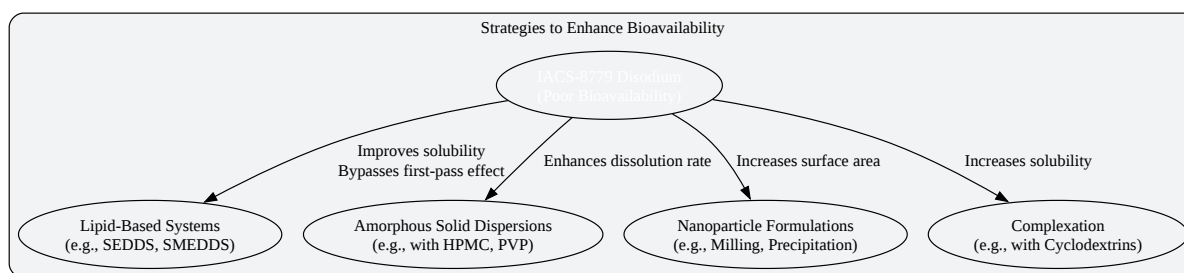 Strategies to Enhance Bioavailability
IACS-8779 Disodium
(Poor Bioavailability)
Improves solubility
Bypasses first-pass effect
Enhances dissolution rate
Increases surface area
Increases solubility
Lipid-Based Systems
(e.g., SEDDS, SMEDDS)
Amorphous Solid Dispersions
(e.g., with HPMC, PVP)
Nanoparticle Formulations
(e.g., Milling, Precipitation)
Complexation
(e.g., with Cyclodextrins)